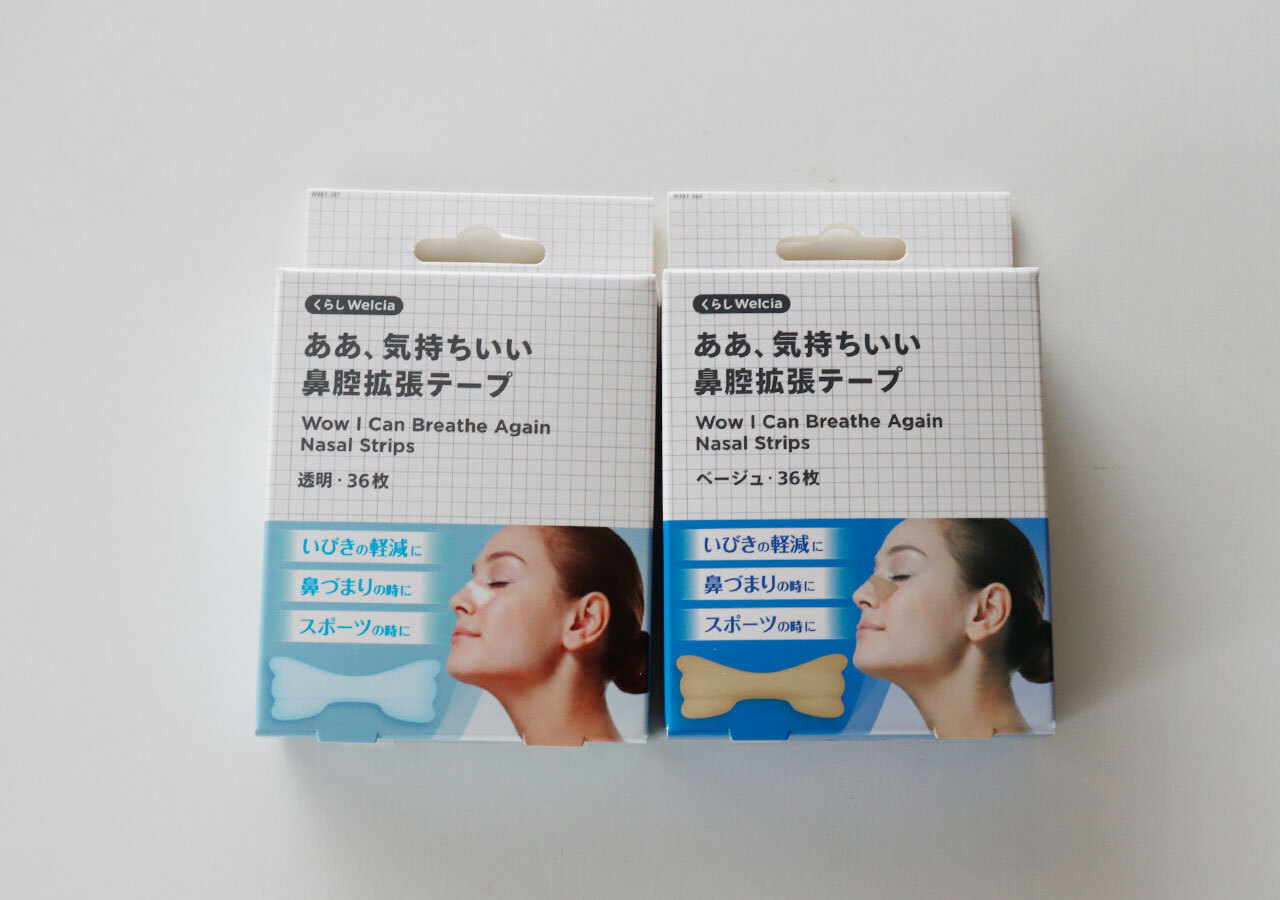 くらしWelcia
ああ、気持ちいい
鼻腔拡張テープ
Wow I Can Breathe Again
Nasal Strips
透明・36枚
いびきの軽減に
鼻づまりの時に
スポーツの時に
くらしWelcia
ああ、気持ちいい
鼻腔拡張テープ
Wow I Can Breathe Again
Nasal Strips
ベージュ・36枚
いびきの軽減に
鼻づまりの時に
スポーツの時に